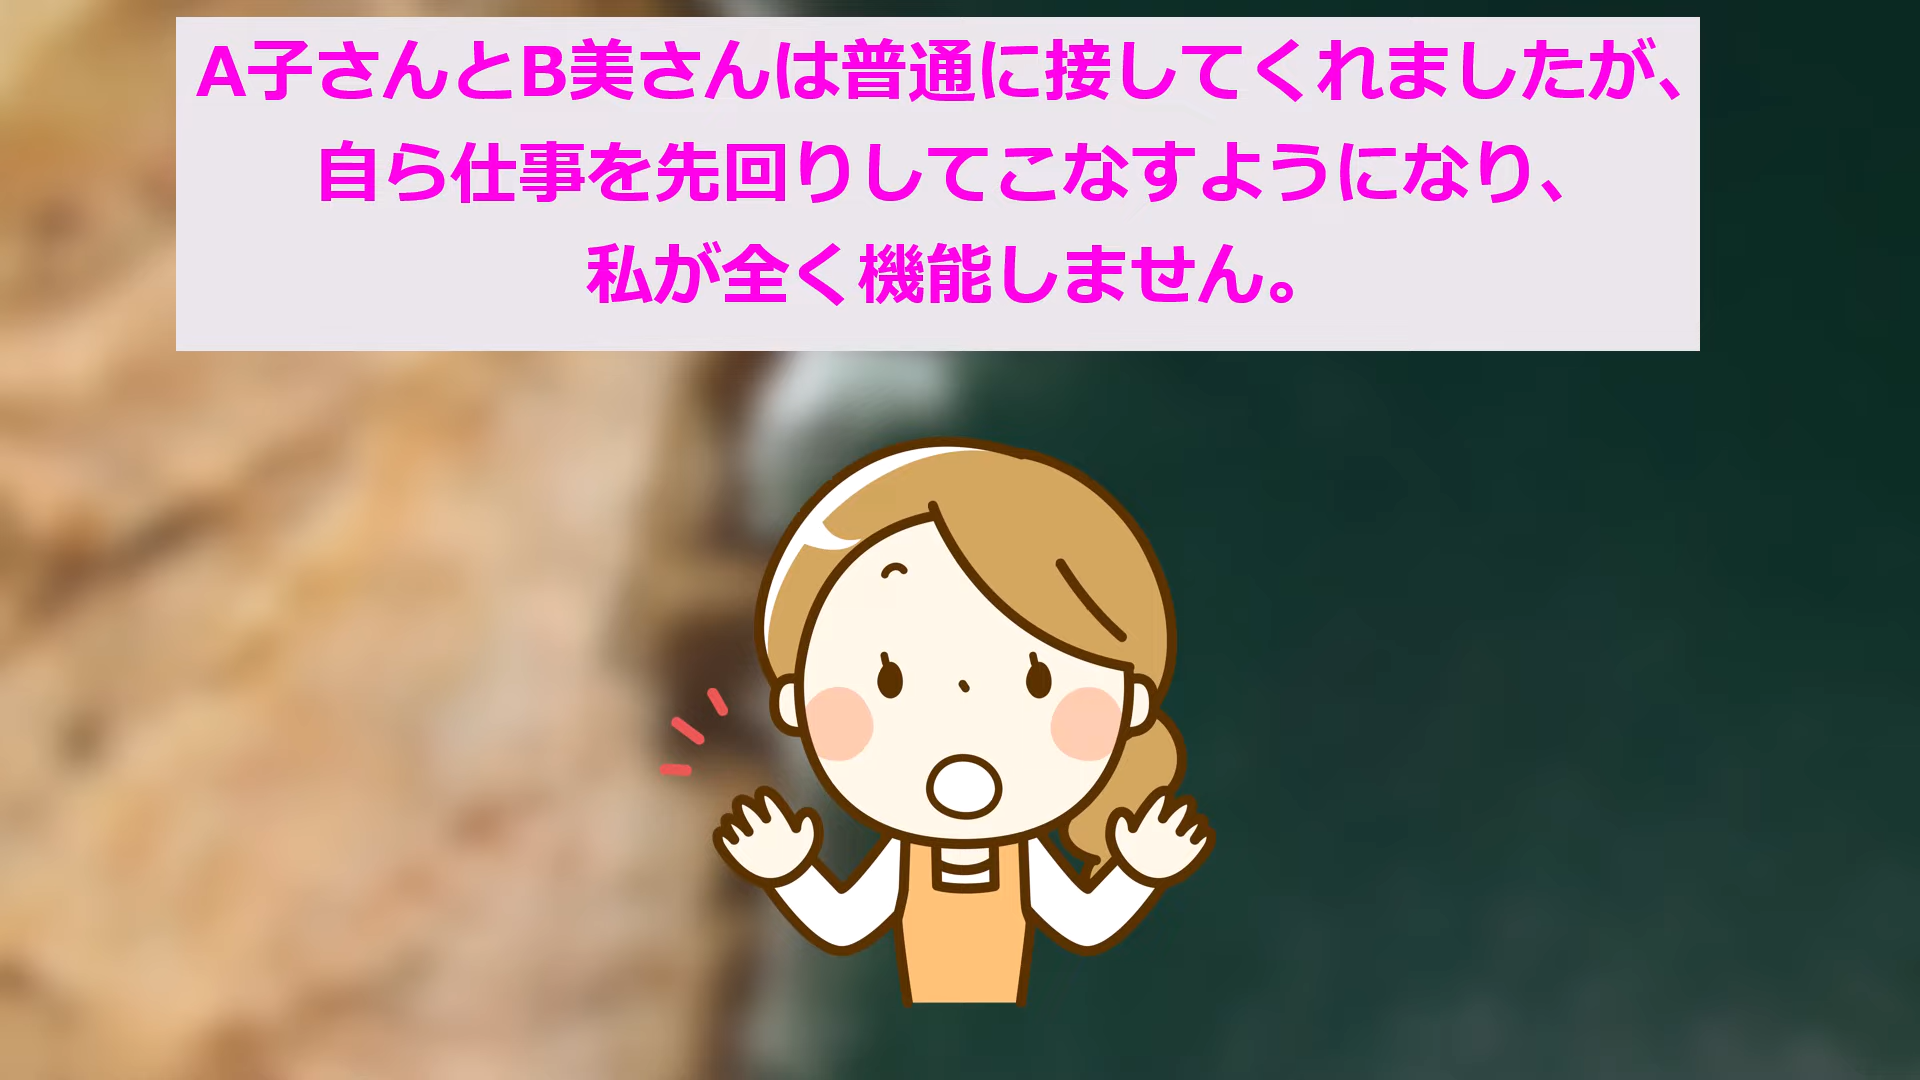 A子さんとB美さんは普通に接してくれましたが、
自ら仕事を先回りしてこなすようになり、
私が全く機能しません。